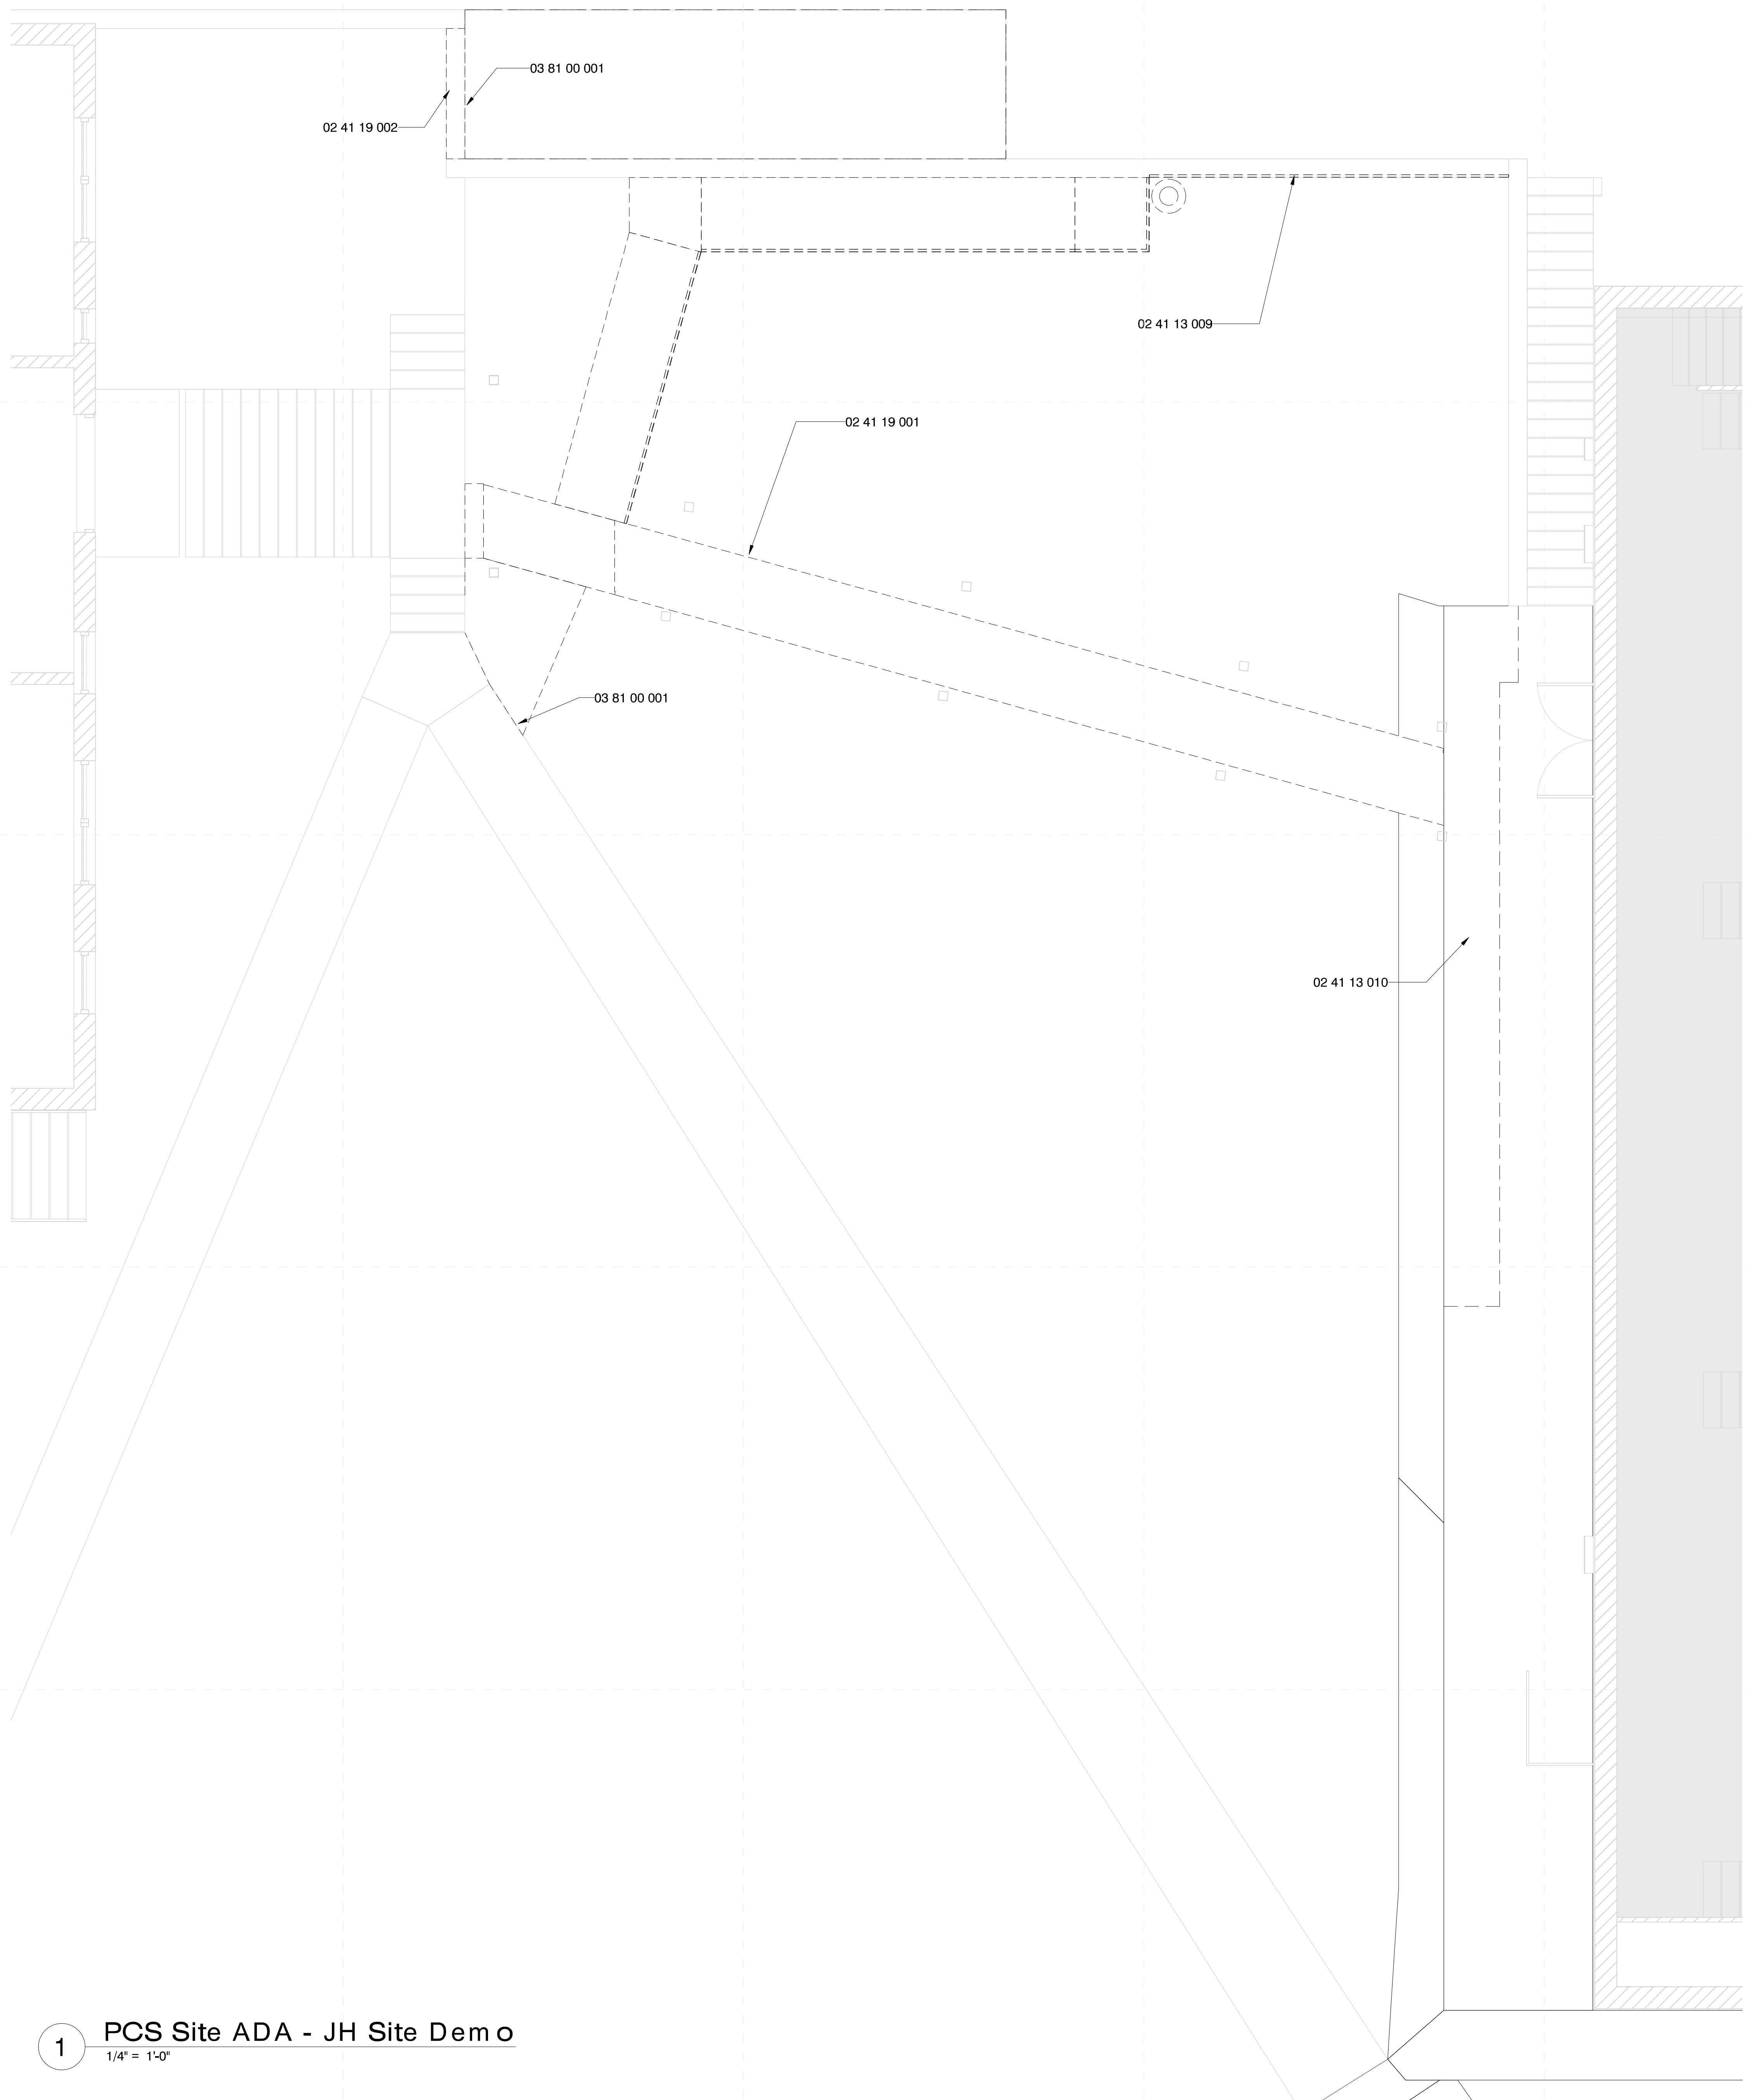 03 81 00 001
02 41 19 002
02 41 13 009
02 41 19 001
03 81 00 001
02 41 13 010
1
PCS Site ADA - JH Site Demo
1/4" = 1'-0"